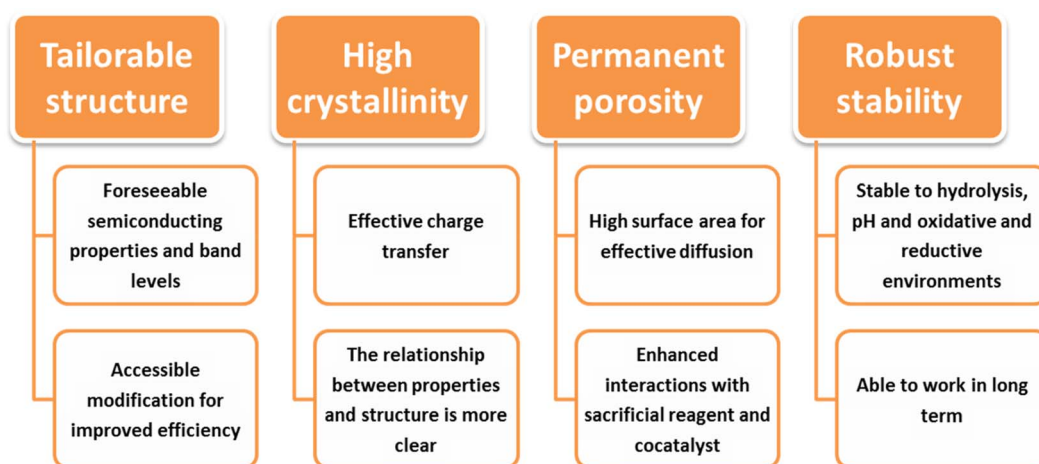 Tailorable
structure
Foreseeable
semiconducting
properties and band
levels
Accessible
modification for
improved efficiency
High
crystallinity
Effective charge
transfer
The relationship
between properties
and structure is more
clear
Permanent
porosity
High surface area for
effective diffusion
Enhanced
interactions with
sacrificial reagent and
cocatalyst
Robust
stability
Stable to hydrolysis,
pH and oxidative and
reductive
environments
Able to work in long
term